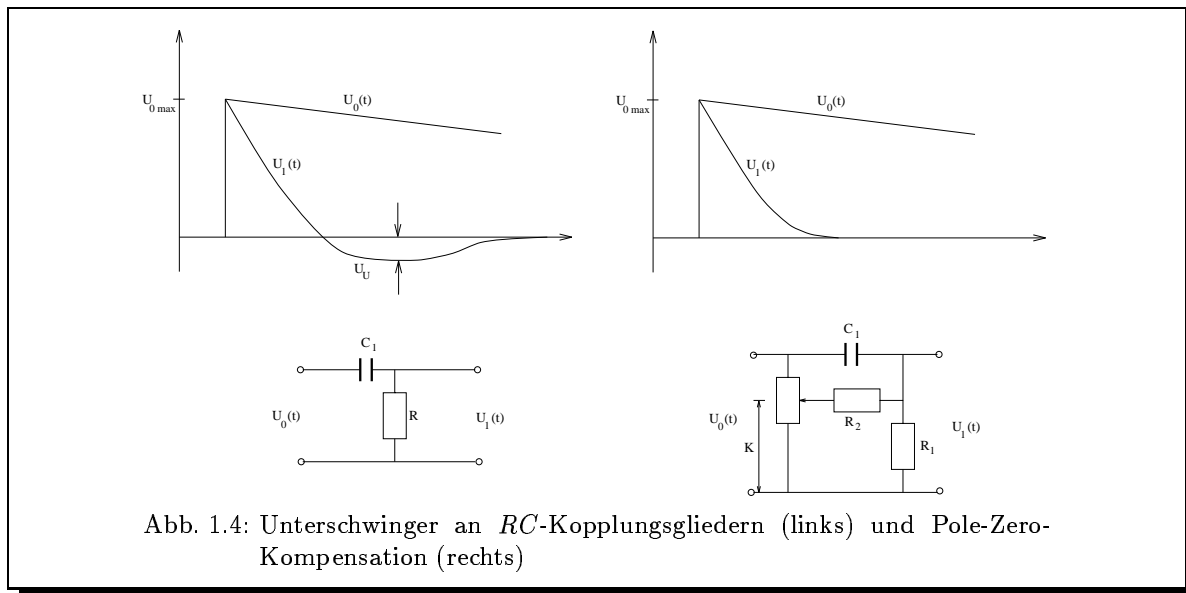 U0 max
U0(t)
U1(t)
UU
U0 max
U0(t)
U1(t)
C1
U0(t)
R
U1(t)
C1
U0(t)
K
R2
R1
U1(t)
Abb. 1.4: Unterschwinger an RC-Kopplungsgliedern (links) und Pole-Zero-
Kompensation (rechts)